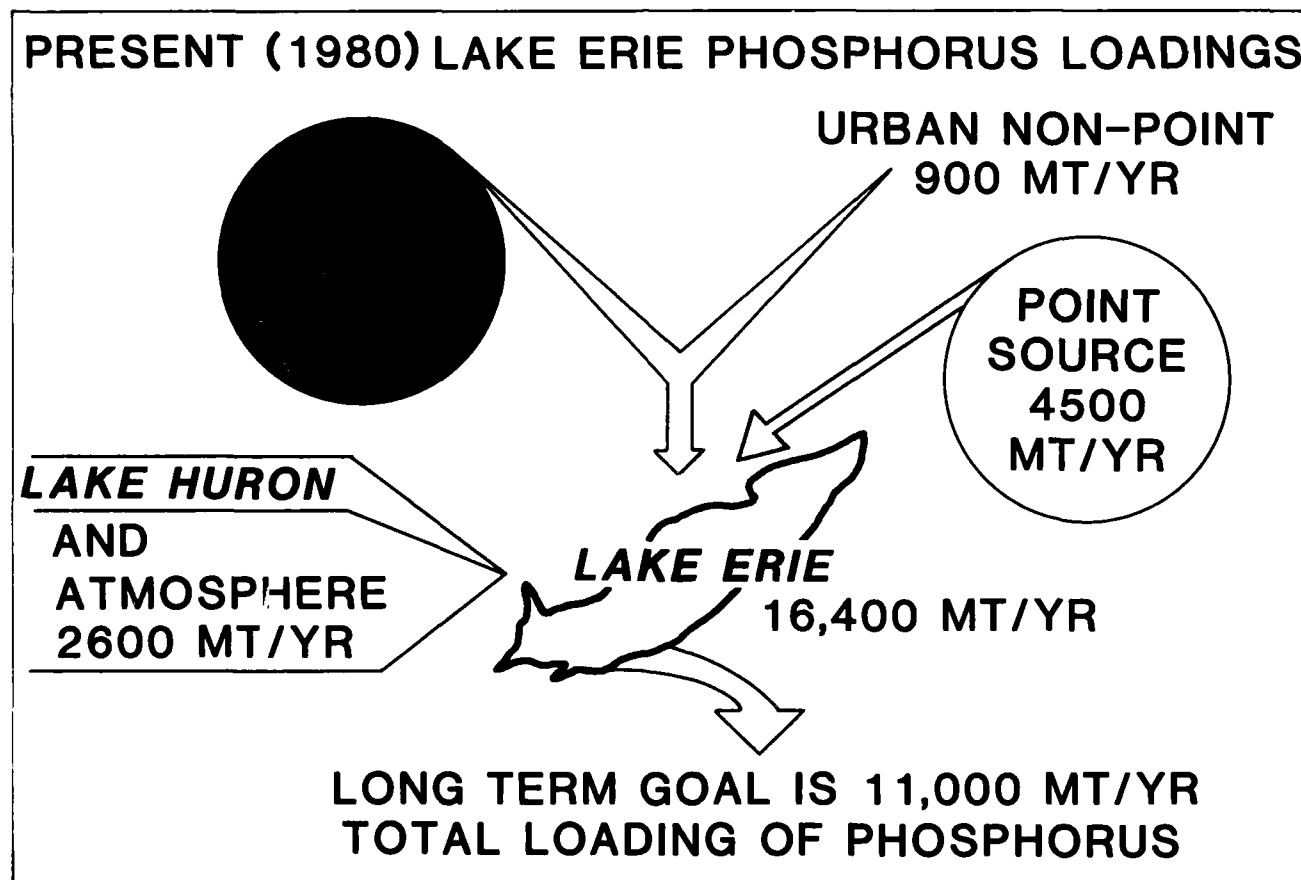 PRESENT (1980) LAKE ERIE PHOSPHORUS LOADINGS
URBAN NON-POINT
900 MT/YR
POINT
SOURCE
4500
MT/YR
LAKE HURON
AND
ATMOSPHERE
2600 MT/YR
LAKE ERIE
16,400 MT/YR
LONG TERM GOAL IS 11,000 MT/YR
TOTAL LOADING OF PHOSPHORUS